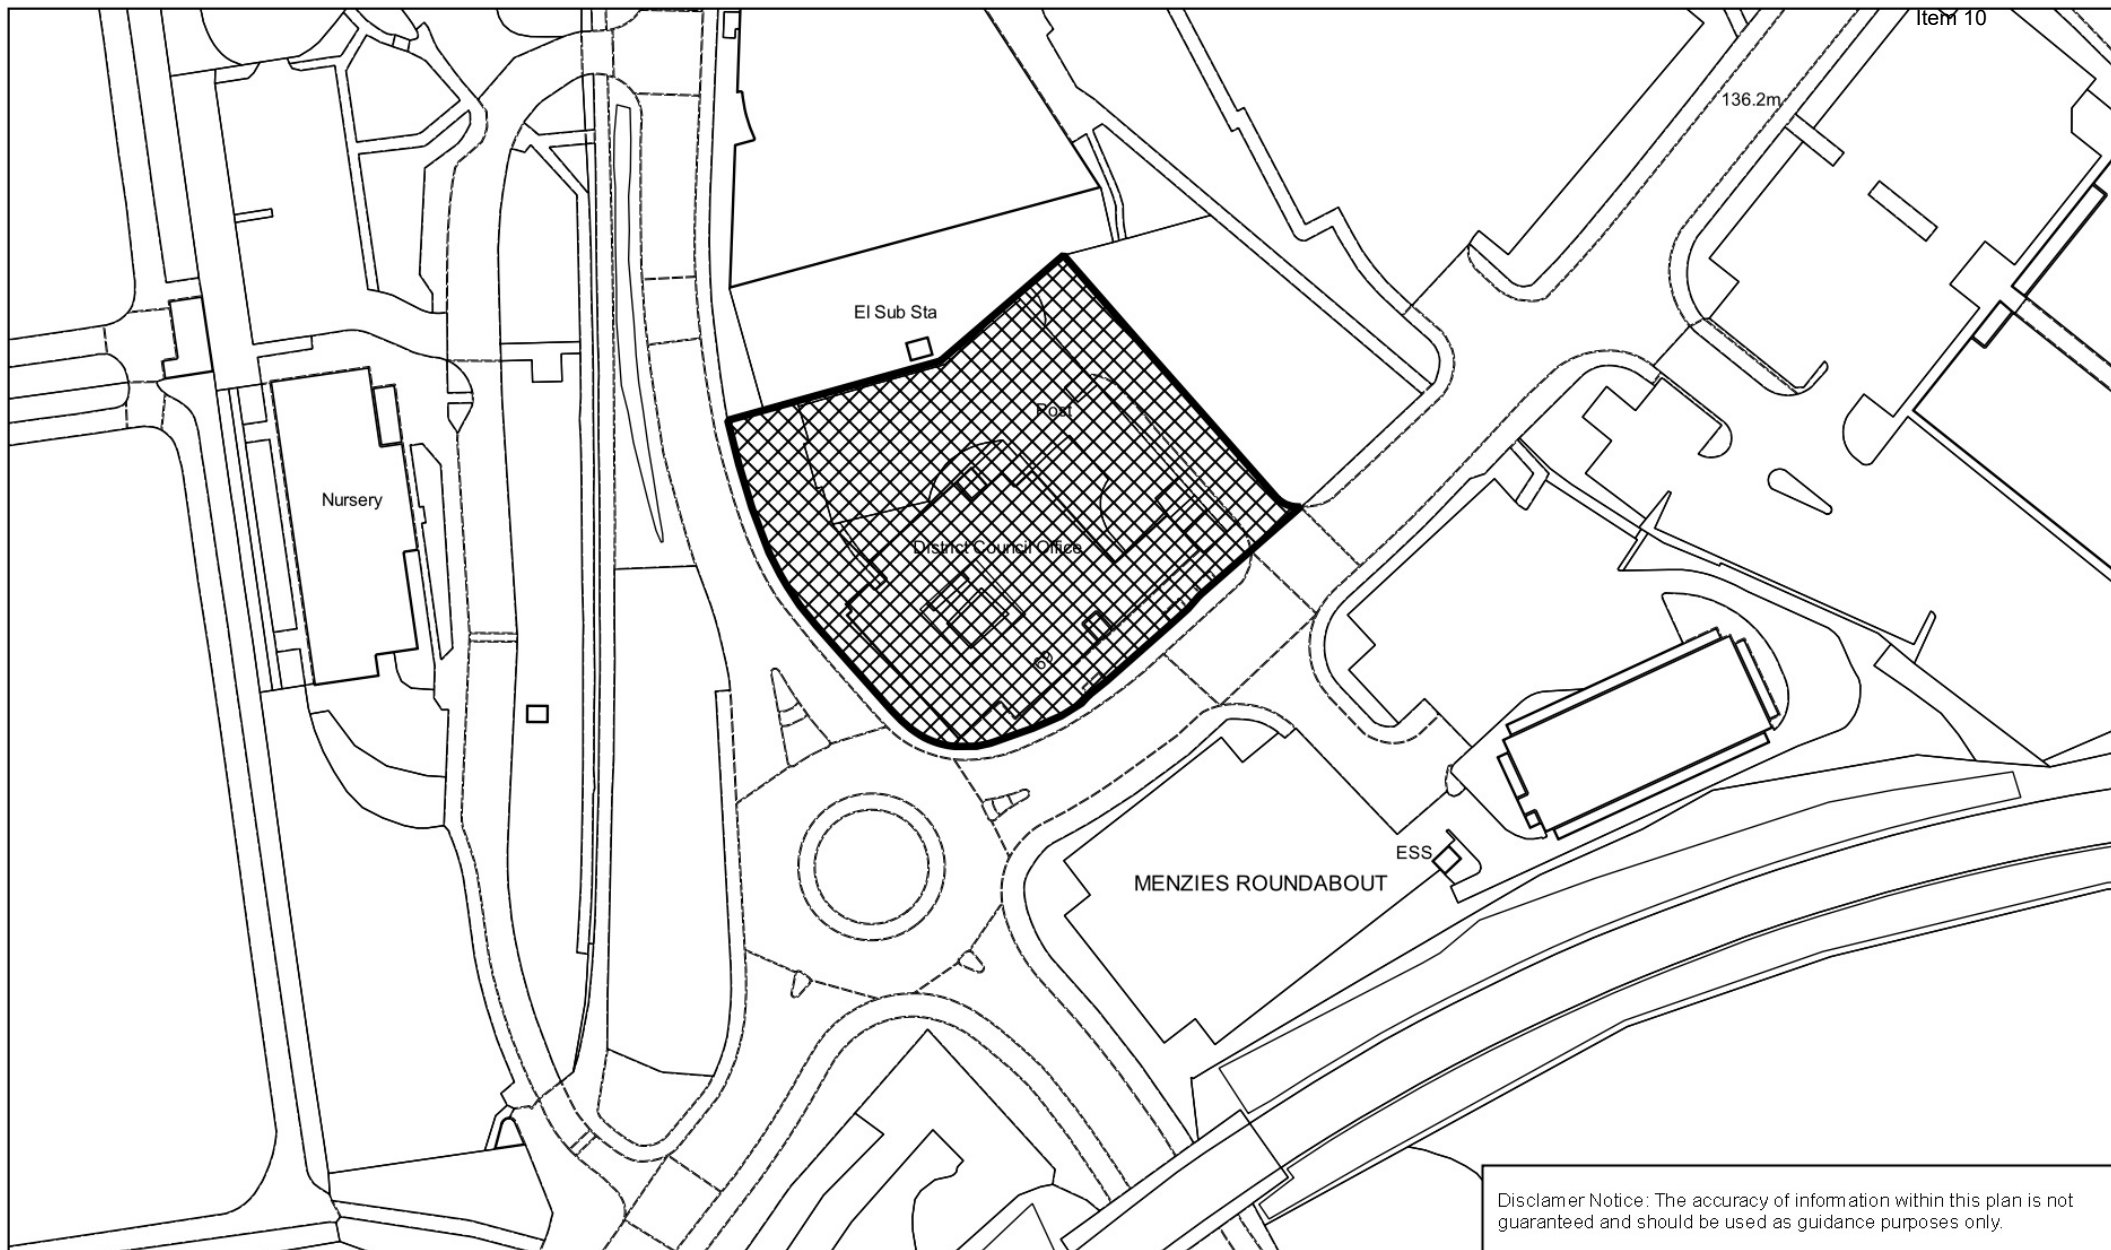 Item 10
136.2m
El Sub Sta
Post
Nursery
District Council Office
69
ESS
MENZIES ROUNDABOUT
Disclamer Notice: The accuracy of information within this plan is not
guaranteed and should be used as guidance purposes only.